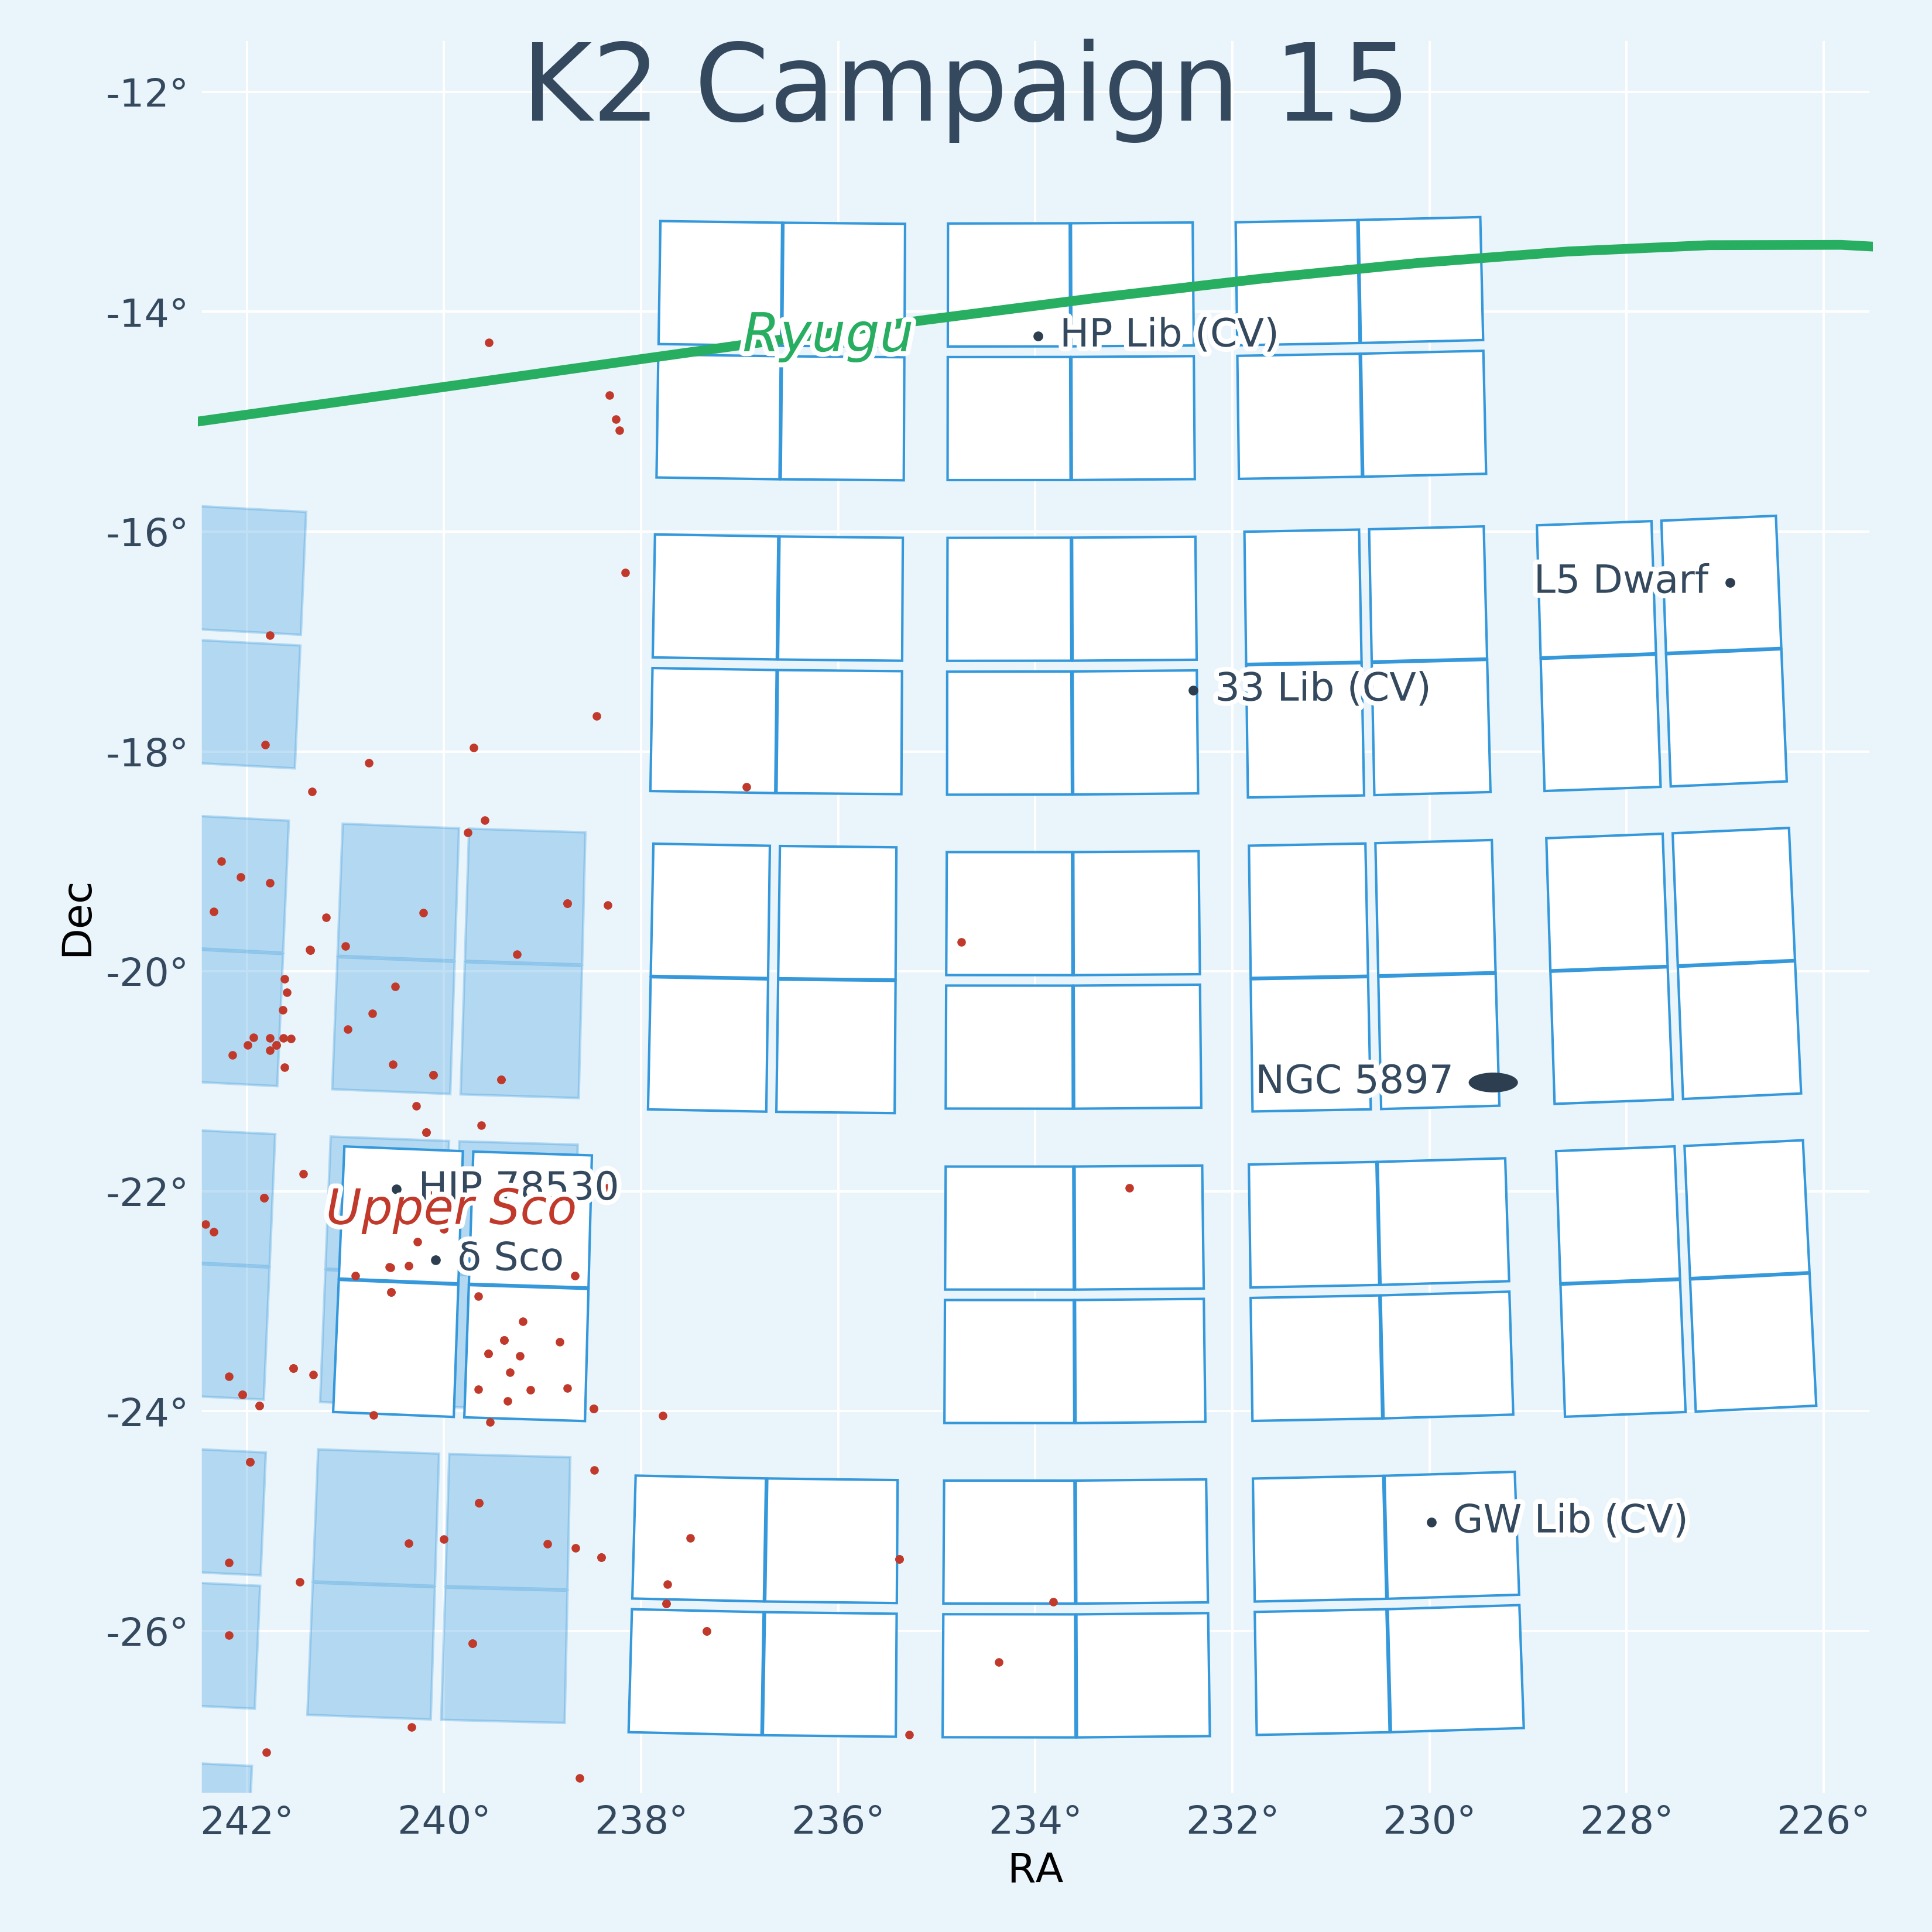 K2 Campaign 15
-12°
-14°
Ryugu
HP Lib (CV)
-16°
L5 Dwarf
33 Lib (CV)
-18°
Dec
-20°
NGC 5897
-22°
HIP 78530
Upper Sco
δ Sco
-24°
GW Lib (CV)
-26°
242° 240° 238° 236° 234° 232° 230° 228° 226°
RA